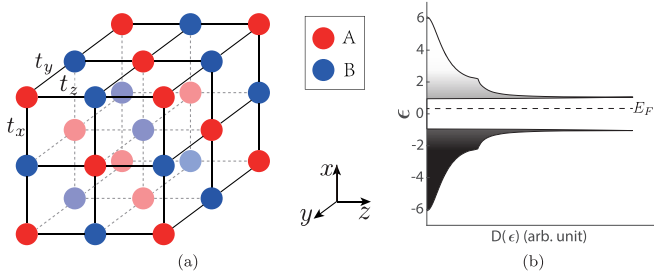 t_y
t_z
t_x
A
B
x
y z
(a)
6
4
2
0
-2
-4
-6
ϵ
E_F
D(ϵ) (arb. unit)
(b)